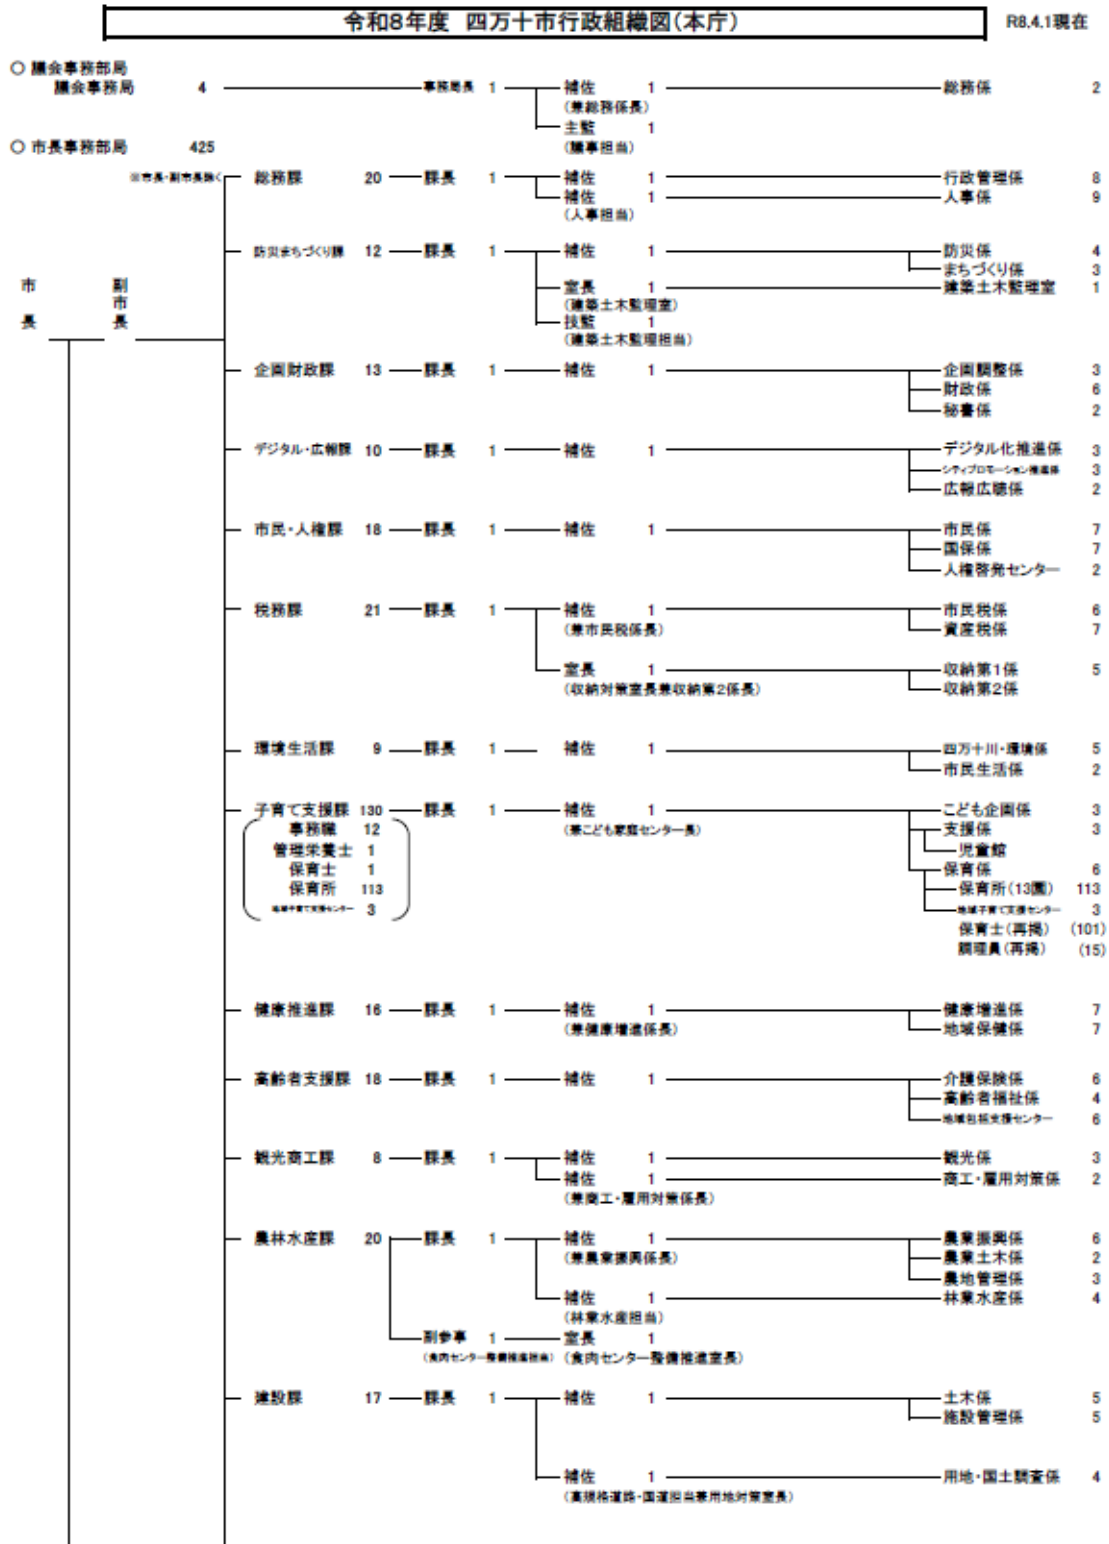 令和8年度 四万十市行政組織図(本庁) R8.4.1現在
○ 議会事務部局
議会事務局 4 事務局長 1 補佐 1 総務係 2
(兼総務係長)
主監 1
(議事担当)
○ 市長事務部局 425
※市長・副市長除く 総務課 20 課長 1 補佐 1 行政管理係 8
補佐 1 人事係 9
(人事担当)
防災まちづくり課 12 課長 1 補佐 1 防災係 4
まちづくり係 3
市長 副市長
室長 1 建築土木監理室 1
(建築土木監理室)
技監 1
(建築土木監理担当)
企画財政課 13 課長 1 補佐 1 企画調整係 3
財政係 6
秘書係 2
デジタル・広報課 10 課長 1 補佐 1 デジタル化推進係 3
シティプロモーション推進係 3
広報広聴係 2
市民・人権課 18 課長 1 補佐 1 市民係 7
国保係 7
人権啓発センター 2
税務課 21 課長 1 補佐 1 市民税係 6
(兼市民税係長) 資産税係 7
室長 1 収納第1係 5
(収納対策室長兼収納第2係長) 収納第2係
環境生活課 9 課長 1 補佐 1 四万十川・環境係 5
市民生活係 2
子育て支援課 130 課長 1 補佐 1 こども企画係 3
事務職 12 (兼こども家庭センター長) 支援係 3
管理栄養士 1 児童館
保育士 1 保育係 6
保育所 113 保育所(13園) 113
地域子育て支援センター 3 地域子育て支援センター 3
保育士(再掲) (101)
調理員(再掲) (15)
健康推進課 16 課長 1 補佐 1 健康増進係 7
(兼健康増進係長) 地域保健係 7
高齢者支援課 18 課長 1 補佐 1 介護保険係 6
高齢者福祉係 4
地域包括支援センター 6
観光商工課 8 課長 1 補佐 1 観光係 3
補佐 1 商工・雇用対策係 2
(兼商工・雇用対策係長)
農林水産課 20 課長 1 補佐 1 農業振興係 6
(兼農業振興係長) 農業土木係 2
農地管理係 3
補佐 1 林業水産係 4
(林業水産担当)
副参事 1 室長 1
(食肉センター整備推進担当) (食肉センター整備推進室長)
建設課 17 課長 1 補佐 1 土木係 5
施設管理係 5
補佐 1 用地・国土調査係 4
(高規格道路・国道担当兼用地対策室長)